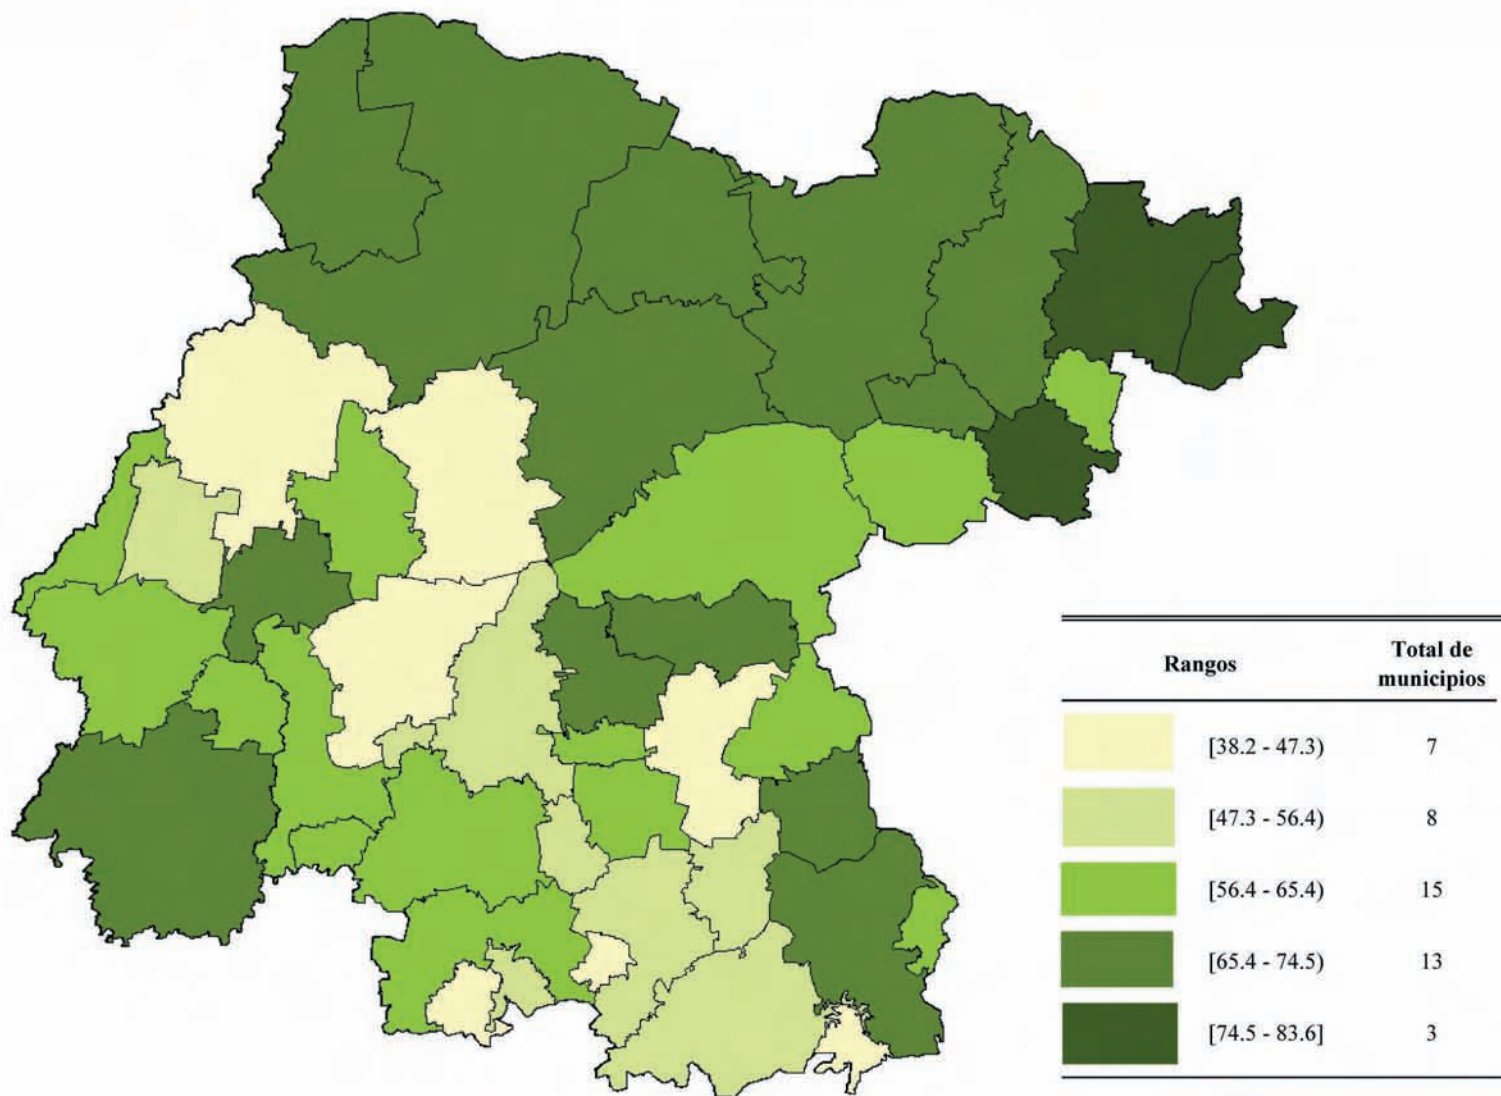 Rangos
Total de
municipios
[38.2 - 47.3) 7
[47.3 - 56.4) 8
[56.4 - 65.4) 15
[65.4 - 74.5) 13
[74.5 - 83.6] 3